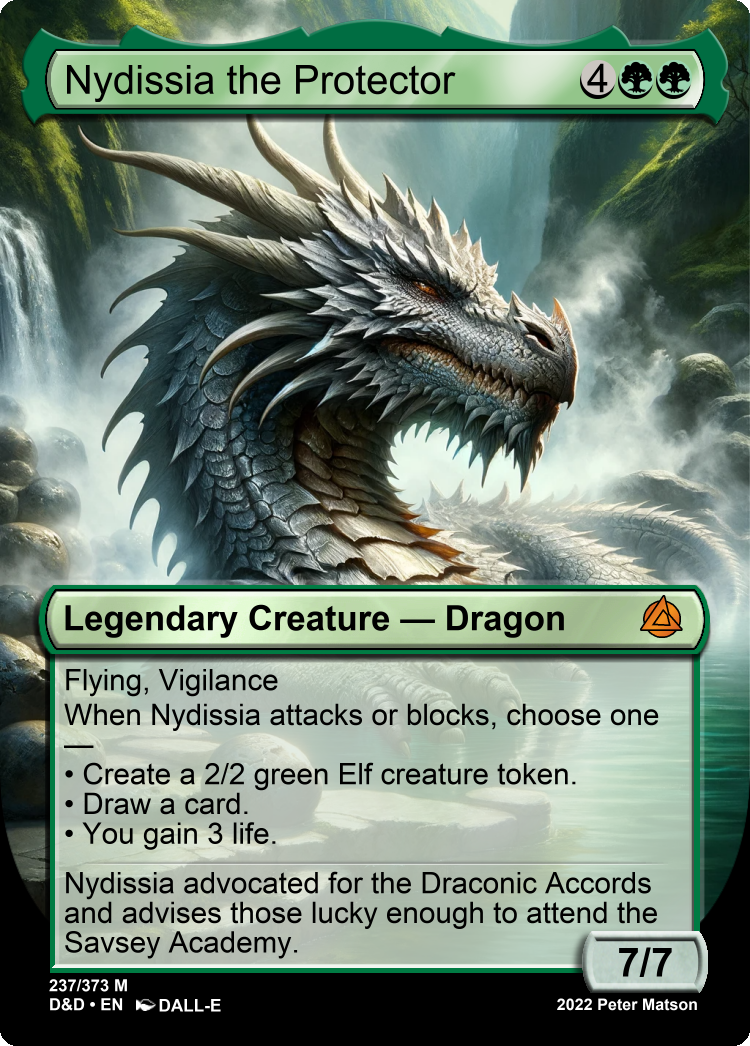 Nydissia the Protector 4
Legendary Creature — Dragon
Flying, Vigilance
When Nydissia attacks or blocks, choose one
—
• Create a 2/2 green Elf creature token.
• Draw a card.
• You gain 3 life.
Nydissia advocated for the Draconic Accords
and advises those lucky enough to attend the
Savsey Academy.
7/7
237/373 M
D&D • EN DALL-E
2022 Peter Matson